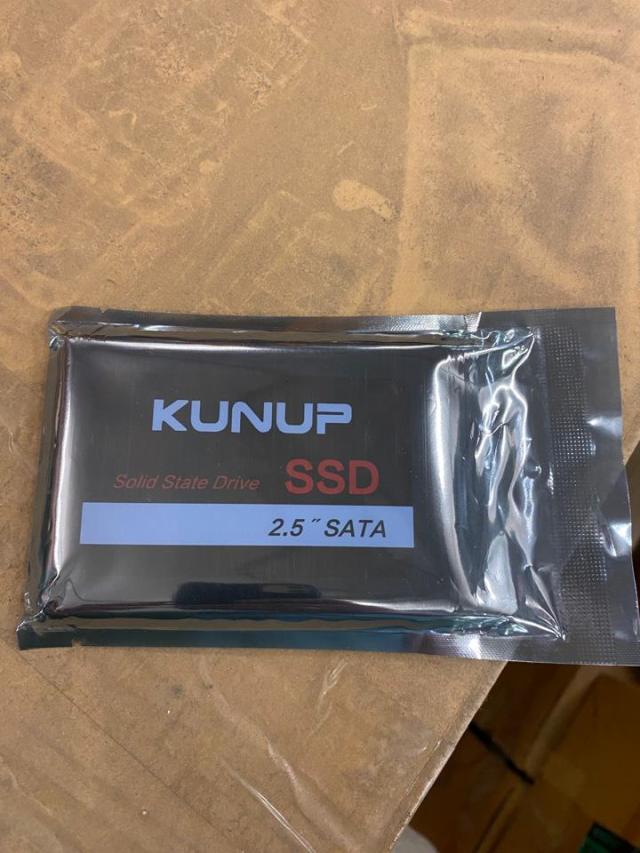 KUNUP
Solid State Drive SSD
2.5″ SATA